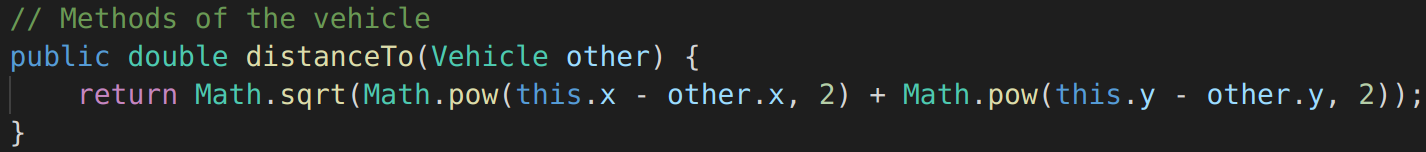 // Methods of the vehicle
public double distanceTo(Vehicle other) {
    return Math.sqrt(Math.pow(this.x - other.x, 2) + Math.pow(this.y - other.y, 2));
}